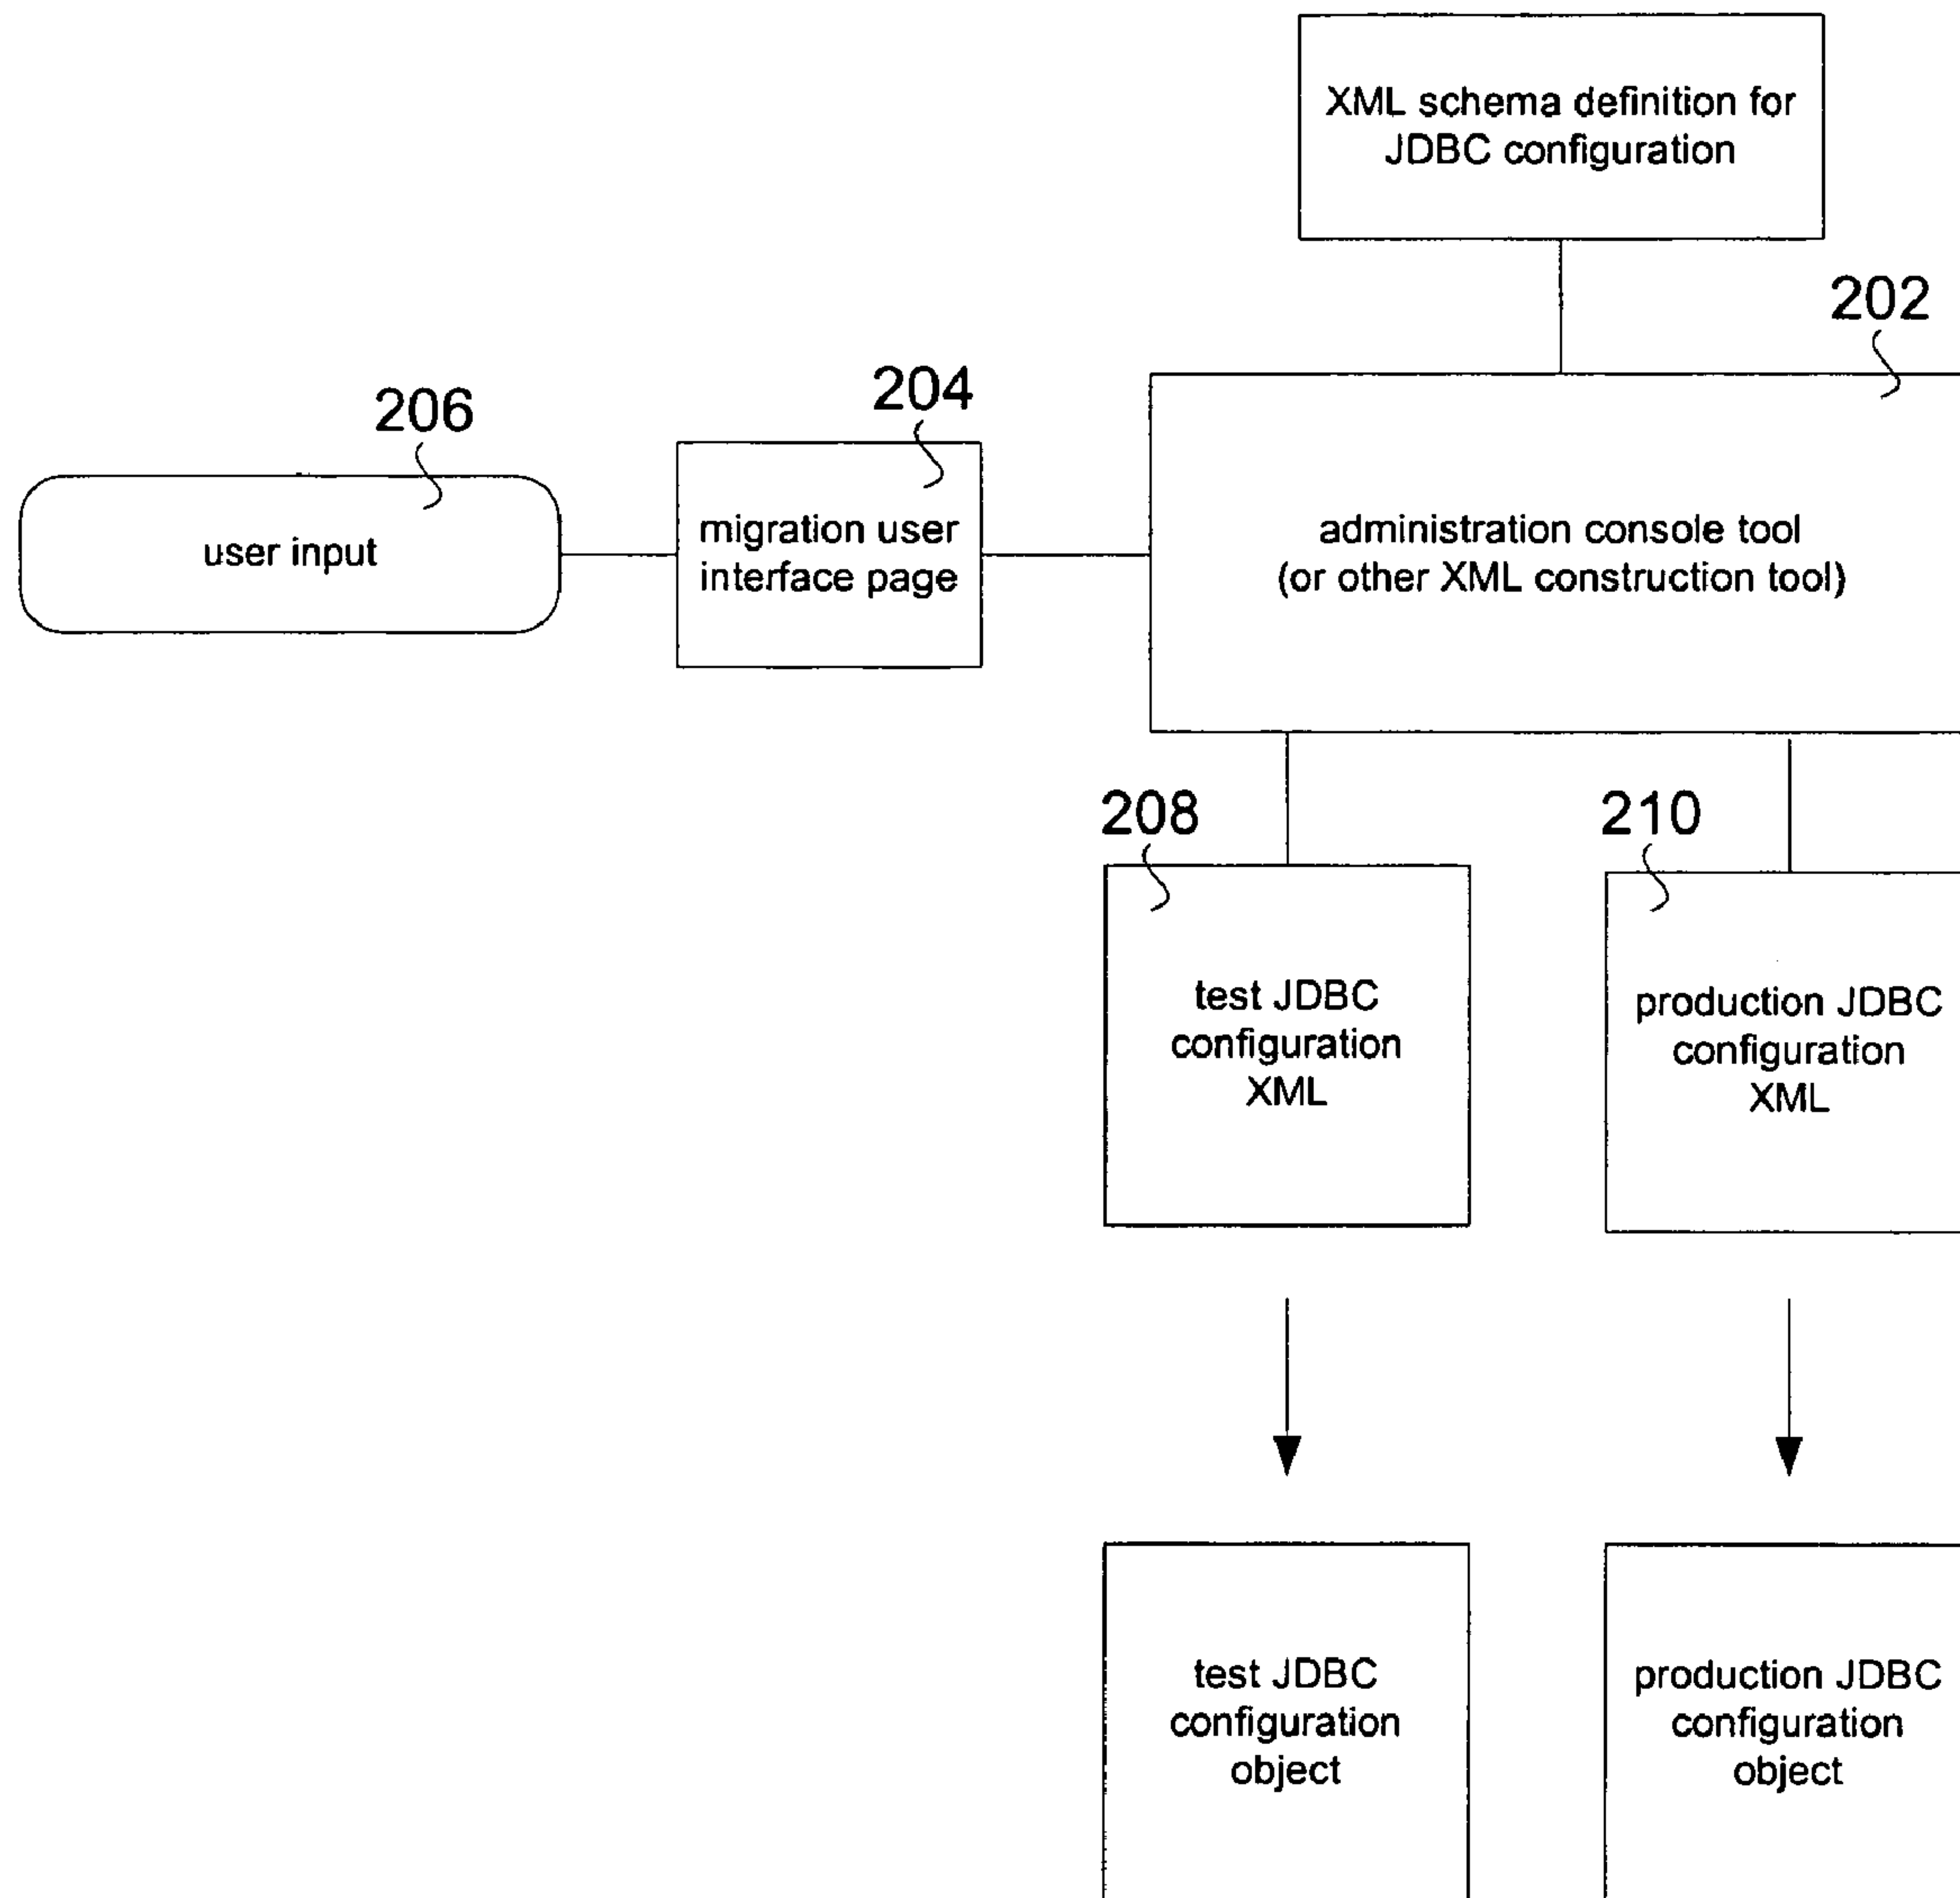 XML schema definition for
JDBC configuration
202
204
206
user input
migration user
interface page
administration console tool
(or other XML construction tool)
208
210
test JDBC
configuration
XML
production JDBC
configuration
XML
test JDBC
configuration
object
production JDBC
configuration
object